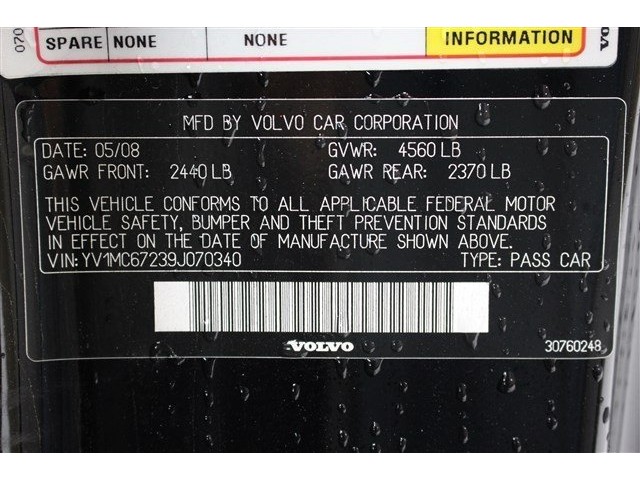 070
SPARE NONE NONE INFORMATION
MFD BY VOLVO CAR CORPORATION
DATE: 05/08 GVWR: 4560 LB
GAWR FRONT: 2440 LB GAWR REAR: 2370 LB
THIS VEHICLE CONFORMS TO ALL APPLICABLE FEDERAL MOTOR
VEHICLE SAFETY, BUMPER AND THEFT PREVENTION STANDARDS
IN EFFECT ON THE DATE OF MANUFACTURE SHOWN ABOVE.
VIN: YV1MC67239J070340 TYPE: PASS CAR
VOLVO
30760248